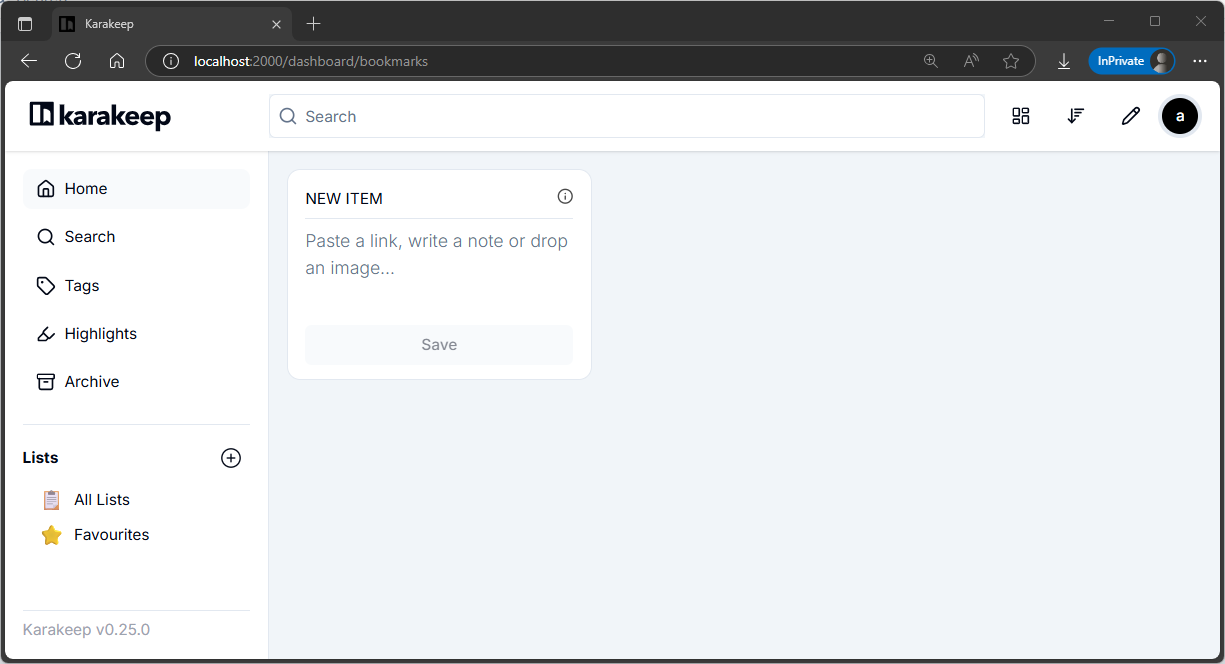 Karakeep
localhost:2000/dashboard/bookmarks
InPrivate
karakeep
Search
a
Home
Search
Tags
Highlights
Archive
Lists
All Lists
Favourites
Karakeep v0.25.0
NEW ITEM
Paste a link, write a note or drop
an image...
Save